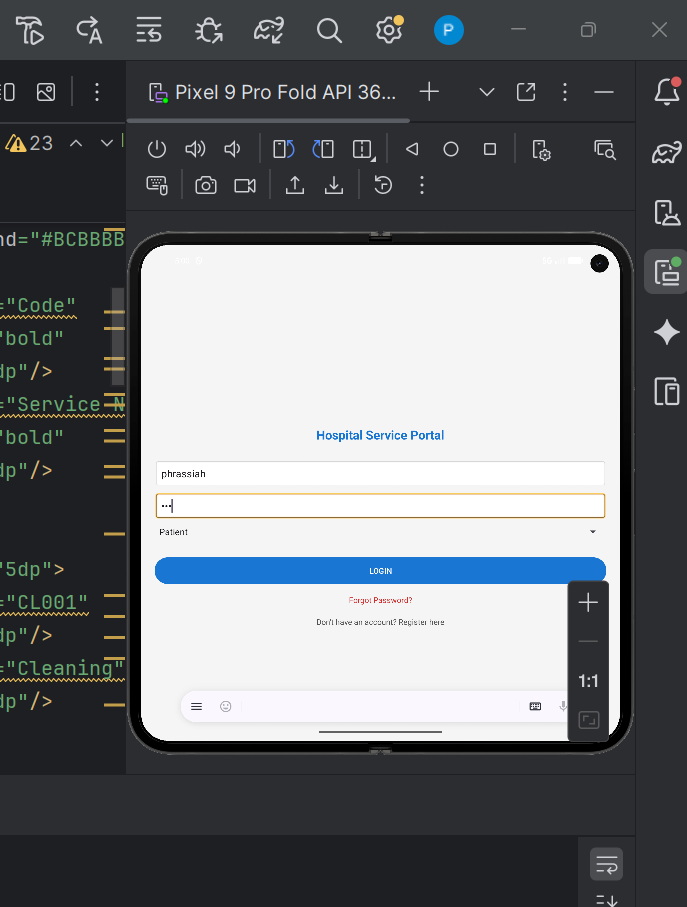 P
Pixel 9 Pro Fold API 36...
23
nd="#BCBBBB
="Code"
"bold"
dp"/>
="Service N
"bold"
dp"/>
"5dp">
="CL001"
dp"/>
="Cleaning"
dp"/>
Hospital Service Portal
phrassiah
•••
Patient
LOGIN
Forgot Password?
Don't have an account? Register here
1:1